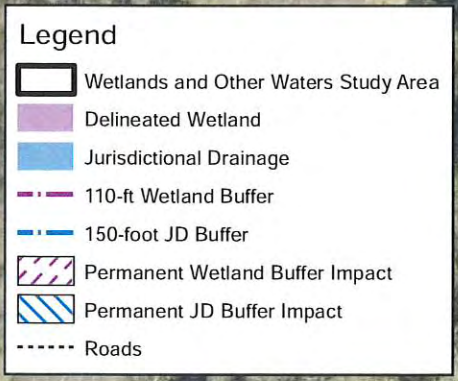 Legend
Wetlands and Other Waters Study Area
Delineated Wetland
Jurisdictional Drainage
110-ft Wetland Buffer
150-foot JD Buffer
Permanent Wetland Buffer Impact
Permanent JD Buffer Impact
Roads